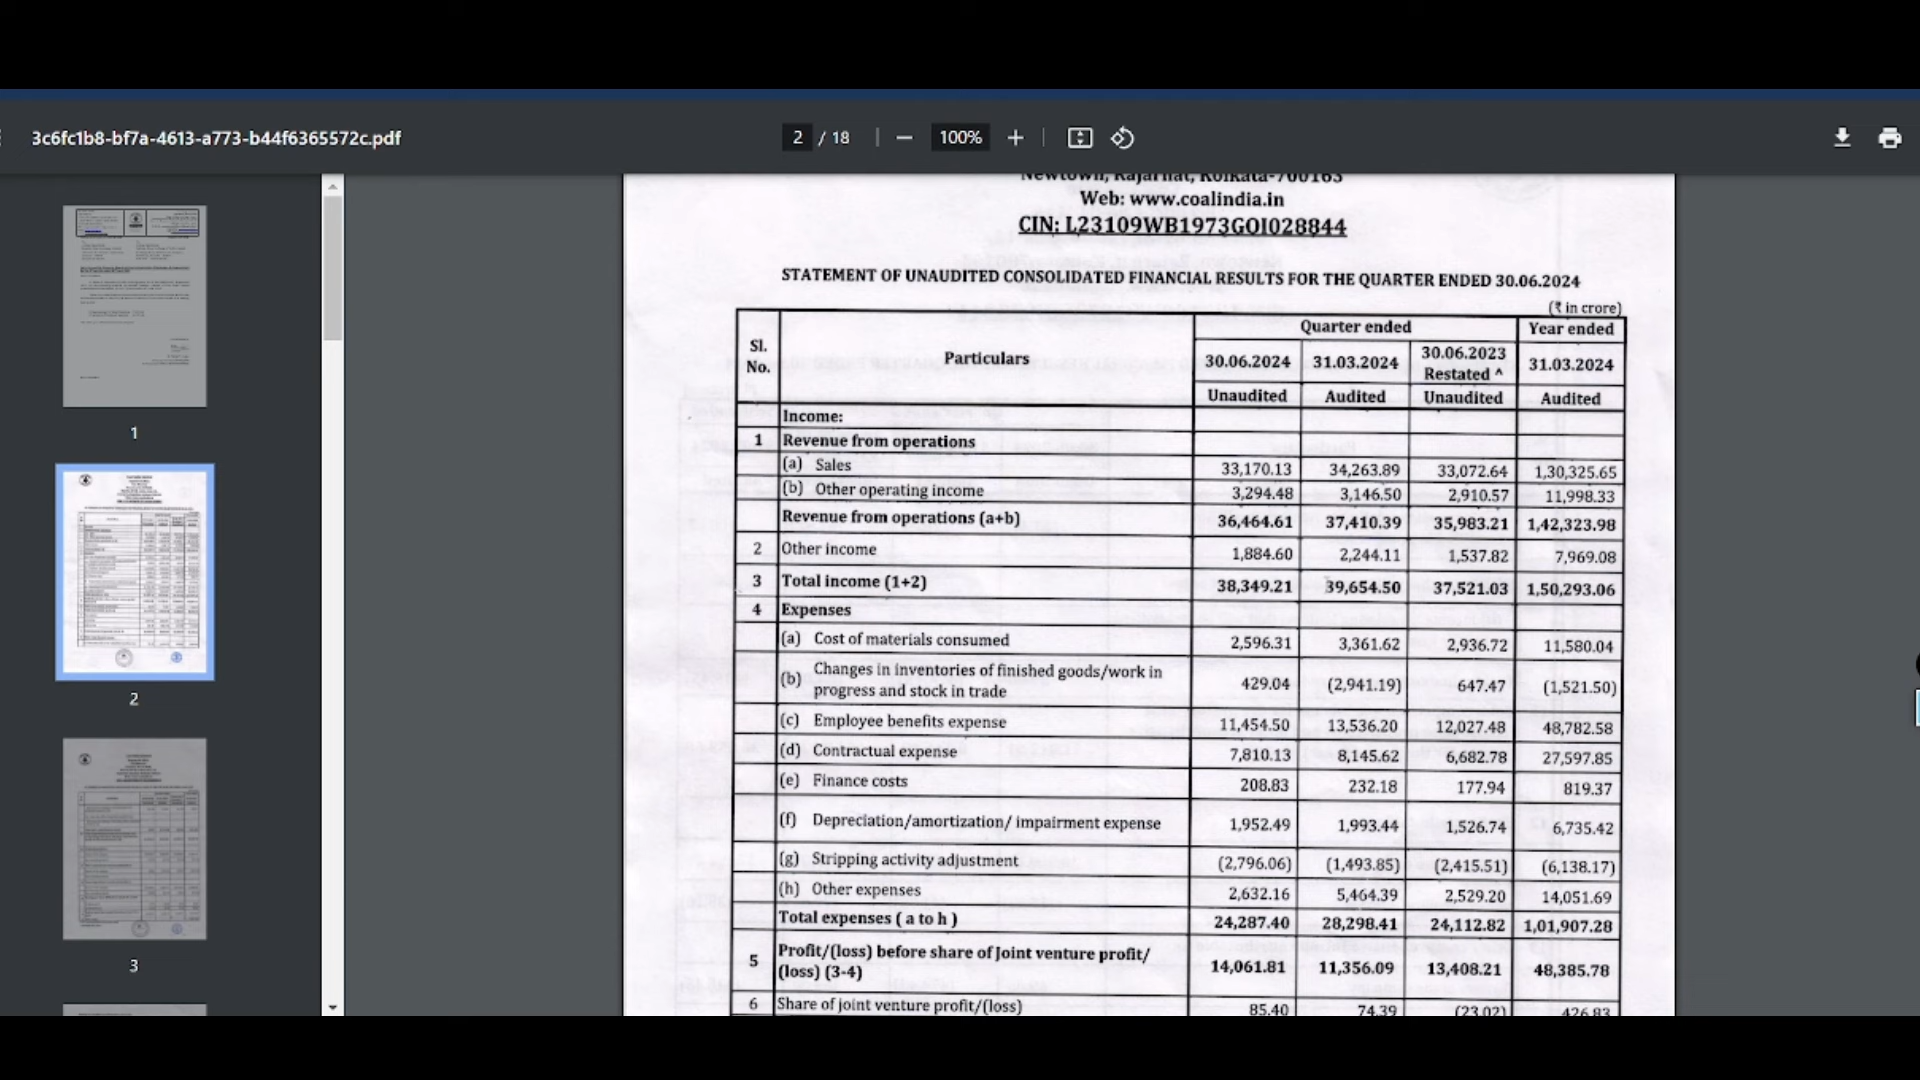 3c6fc1b8-bf7a-4613-a773-b44f6365572c.pdf
2 / 18
100%
1
2
3
Newtown, Rajarhat, Kolkata-700163
Web: www.coalindia.in
CIN: L23109WB1973GOI028844
STATEMENT OF UNAUDITED CONSOLIDATED FINANCIAL RESULTS FOR THE QUARTER ENDED 30.06.2024
(₹ in crore)
Sl. No. Particulars Quarter ended Year ended
30.06.2024 31.03.2024 30.06.2023 Restated ^ 31.03.2024
Unaudited Audited Unaudited Audited
Income:
1 Revenue from operations
(a) Sales 33,170.13 34,263.89 33,072.64 1,30,325.65
(b) Other operating income 3,294.48 3,146.50 2,910.57 11,998.33
Revenue from operations (a+b) 36,464.61 37,410.39 35,983.21 1,42,323.98
2 Other income 1,884.60 2,244.11 1,537.82 7,969.08
3 Total income (1+2) 38,349.21 39,654.50 37,521.03 1,50,293.06
4 Expenses
(a) Cost of materials consumed 2,596.31 3,361.62 2,936.72 11,580.04
(b) Changes in inventories of finished goods/work in
progress and stock in trade 429.04 (2,941.19) 647.47 (1,521.50)
(c) Employee benefits expense 11,454.50 13,536.20 12,027.48 48,782.58
(d) Contractual expense 7,810.13 8,145.62 6,682.78 27,597.85
(e) Finance costs 208.83 232.18 177.94 819.37
(f) Depreciation/amortization/ impairment expense 1,952.49 1,993.44 1,526.74 6,735.42
(g) Stripping activity adjustment (2,796.06) (1,493.85) (2,415.51) (6,138.17)
(h) Other expenses 2,632.16 5,464.39 2,529.20 14,051.69
Total expenses ( a to h ) 24,287.40 28,298.41 24,112.82 1,01,907.28
5 Profit/(loss) before share of Joint venture profit/
(loss) (3-4) 14,061.81 11,356.09 13,408.21 48,385.78
6 Share of joint venture profit/(loss) 85.40 74.39 (23.02) 426.83